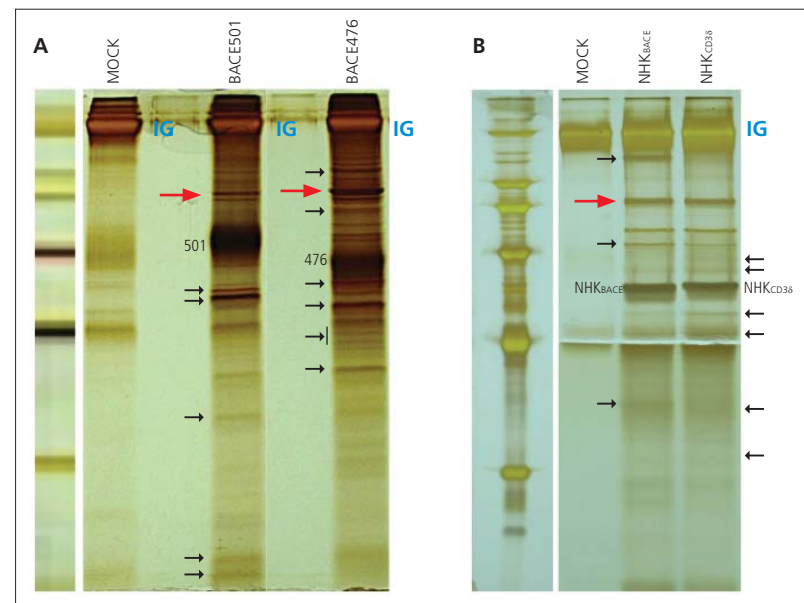 A
MOCK
BACE501
BACE476
IG
IG
IG
501
476
B
MOCK
NHKBACE
NHKCD3δ
IG
NHKBACE
NHKCD3δ